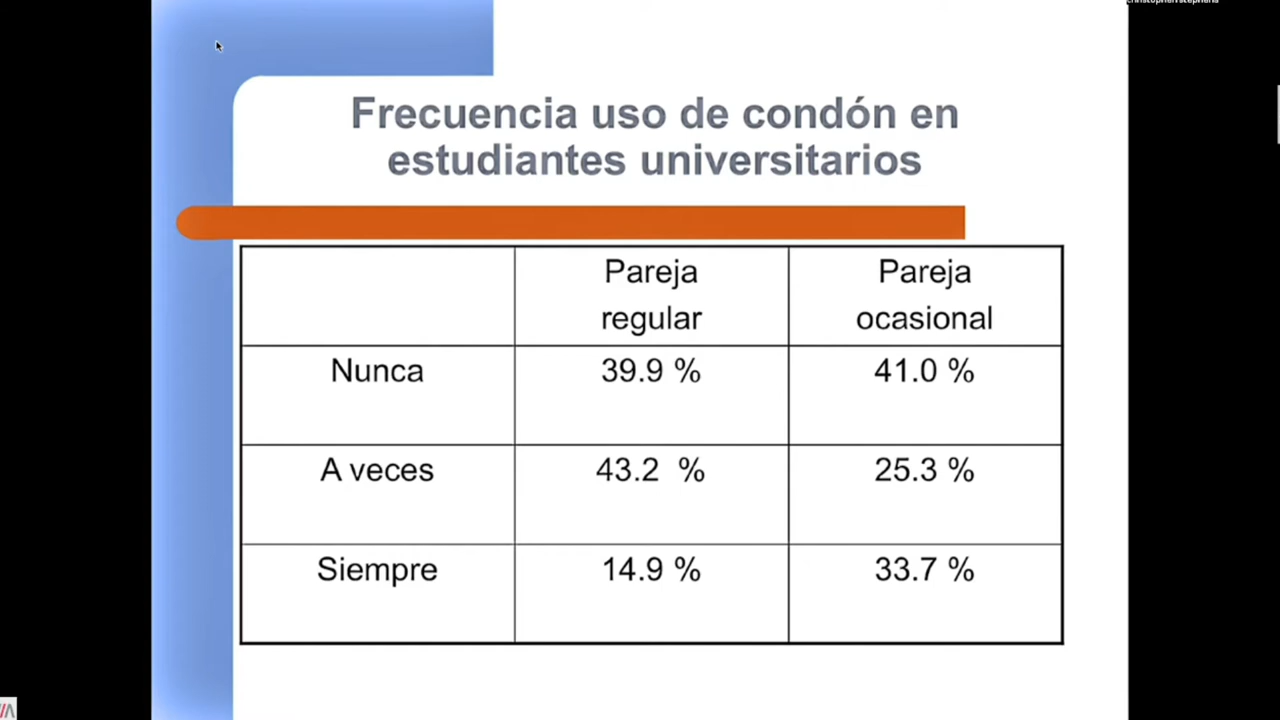 Frecuencia uso de condón en
estudiantes universitarios
Pareja regular
Pareja ocasional
Nunca 39.9 % 41.0 %
A veces 43.2 % 25.3 %
Siempre 14.9 % 33.7 %